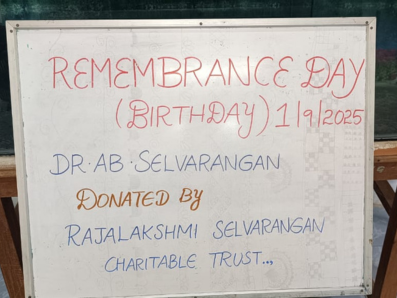 REMEMBRANCE DAY
(BIRTHDAY) 1/9/2025
DR. AB. SELVARANGAN
DONATED BY
RAJALAKSHMI SELVARANGAN
CHARITABLE TRUST...